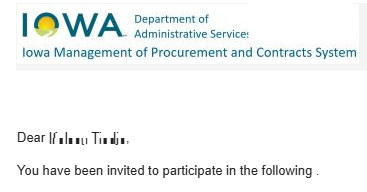 IOWA
Department of
Administrative Services
Iowa Management of Procurement and Contracts System
Dear
You have been invited to participate in the following .